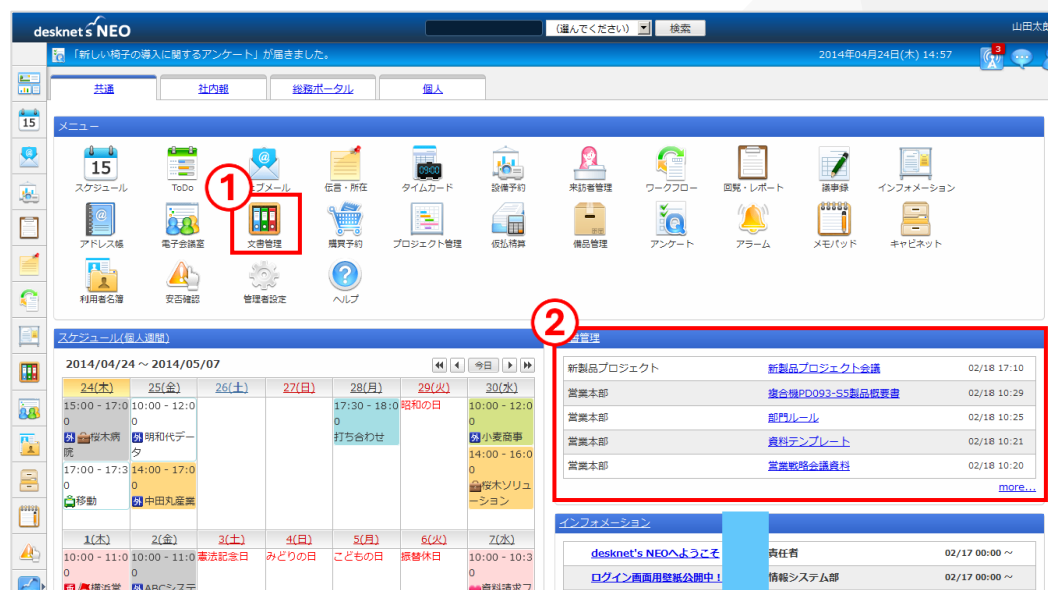 desknet's NEO
(選んでください)
検索
山田太郎
「新しい椅子の導入に関するアンケート」が届きました。
2014年04月24日(木) 14:57
3
共通
社内報
総務ポータル
個人
15
メニュー
15
スケジュール
ToDo
1
ェブメール
伝言・所在
09:00
タイムカード
設備予約
来訪者管理
ワークフロー
回覧・レポート
議事録
インフォメーション
アドレス帳
電子会議室
文書管理
購買予約
プロジェクト管理
仮払精算
備品管理
アンケート
アラーム
メモパッド
キャビネット
利用者名簿
安否確認
管理者設定
ヘルプ
2
スケジュール(個人週間)
書管理
2014/04/24 ~ 2014/05/07
今日
24(木) 25(金) 26(土) 27(日) 28(月) 29(火) 30(水)
15:00 - 17:00
外 桜木病院
17:00 - 17:30
移動
10:00 - 12:00
外 明和代データ
14:00 - 17:00
外 中田丸産業
17:30 - 18:00
打ち合わせ
昭和の日
10:00 - 12:00
外 小麦商事
14:00 - 16:00
桜木ソリューション
1(木) 2(金) 3(土) 4(日) 5(月) 6(火) 7(水)
10:00 - 11:00
横浜営
10:00 - 11:00
外 ABCシステ
憲法記念日
みどりの日
こどもの日
振替休日
10:00 - 10:30
資料請求フ
新製品プロジェクト 新製品プロジェクト会議 02/18 17:10
営業本部 複合機PD093-S5製品概要書 02/18 10:29
営業本部 部門ルール 02/18 10:25
営業本部 資料テンプレート 02/18 10:21
営業本部 営業戦略会議資料 02/18 10:20
more...
インフォメーション
desknet's NEOへようこそ 責任者 02/17 00:00 ~
ログイン画面用壁紙公開中！ 情報システム部 02/17 00:00 ~